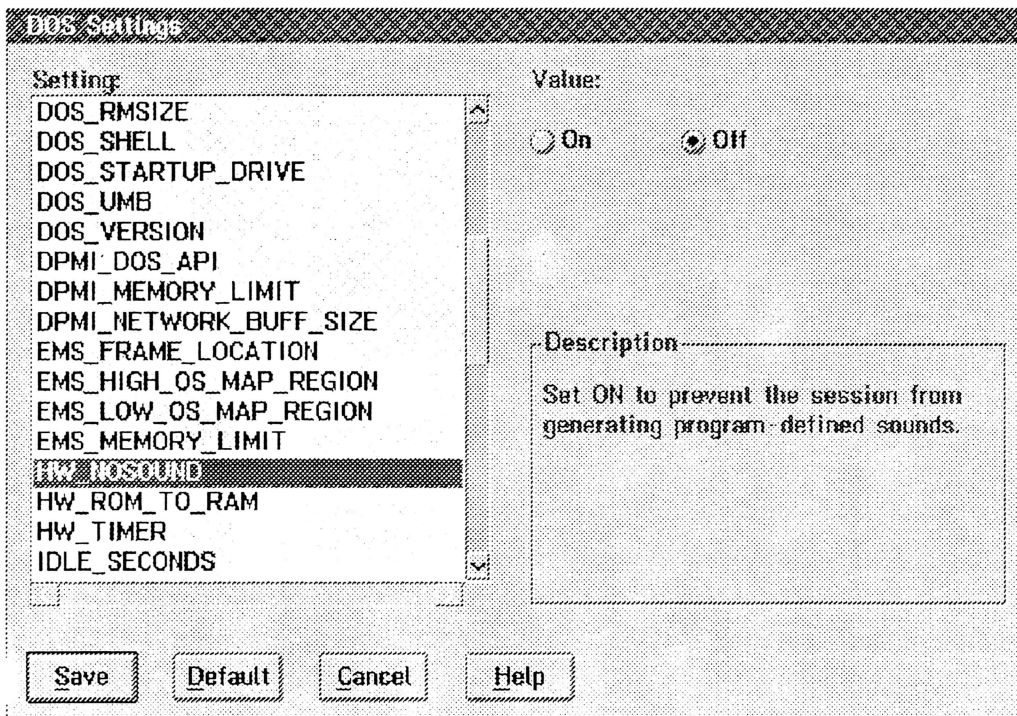 DOS Settings
Setting:
DOS_RMSIZE
DOS_SHELL
DOS_STARTUP_DRIVE
DOS_UMB
DOS_VERSION
DPMI_DOS_API
DPMI_MEMORY_LIMIT
DPMI_NETWORK_BUFF_SIZE
EMS_FRAME_LOCATION
EMS_HIGH_OS_MAP_REGION
EMS_LOW_OS_MAP_REGION
EMS_MEMORY_LIMIT
HW_NOSOUND
HW_ROM_TO_RAM
HW_TIMER
IDLE_SECONDS
Value:
On Off
Description
Set ON to prevent the session from
generating program-defined sounds.
Save Default Cancel Help